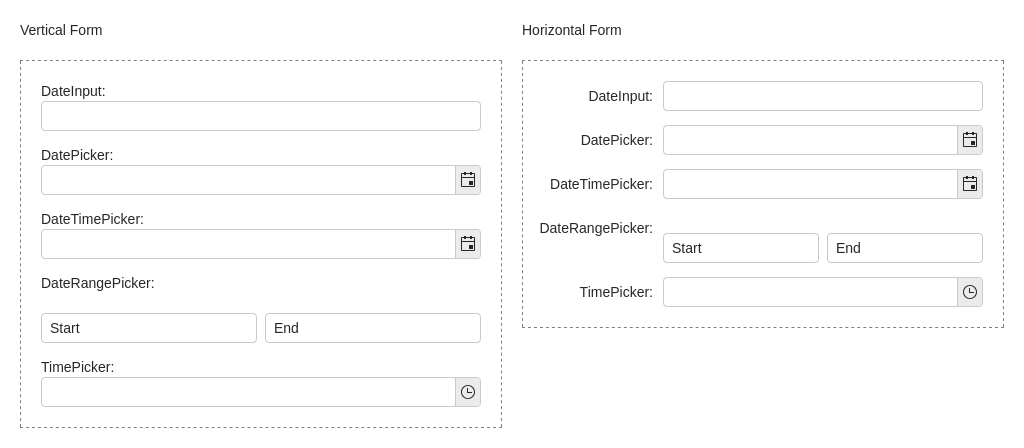 Vertical Form
DateInput:
DatePicker:
DateTimePicker:
DateRangePicker:
Start End
TimePicker:
Horizontal Form
DateInput:
DatePicker:
DateTimePicker:
DateRangePicker:
Start End
TimePicker: